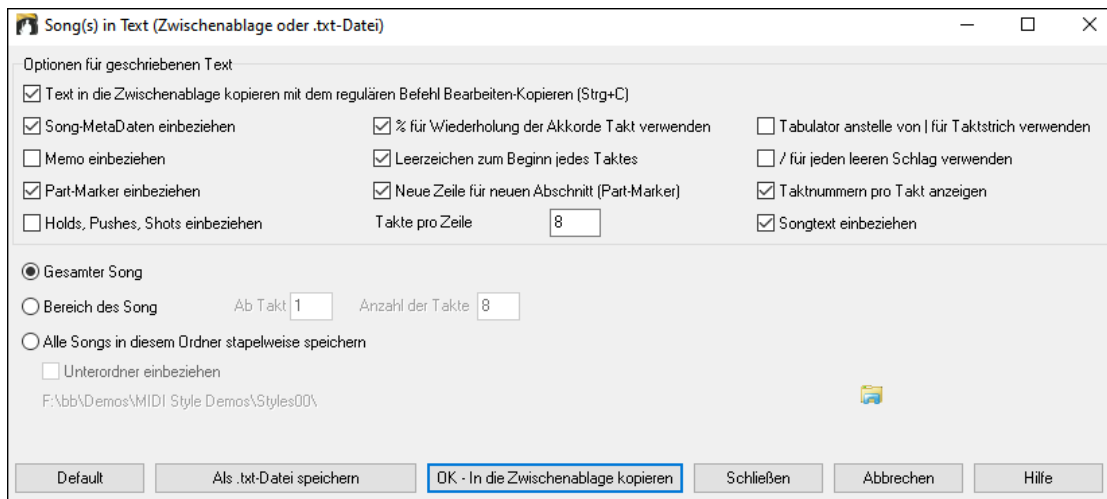 Song(s) in Text (Zwischenablage oder .txt-Datei)
Optionen für geschriebenen Text
Text in die Zwischenablage kopieren mit dem regulären Befehl Bearbeiten-Kopieren (Strg+C)
Song-MetaDaten einbeziehen % für Wiederholung der Akkorde Takt verwenden Tabulator anstelle von | für Taktstrich verwenden
Memo einbeziehen Leerzeichen zum Beginn jedes Taktes / für jeden leeren Schlag verwenden
Part-Marker einbeziehen Neue Zeile für neuen Abschnitt (Part-Marker) Taktnummern pro Takt anzeigen
Holds, Pushes, Shots einbeziehen Takte pro Zeile 8 Songtext einbeziehen
Gesamter Song
Bereich des Song Ab Takt 1 Anzahl der Takte 8
Alle Songs in diesem Ordner stapelweise speichern
Unterordner einbeziehen
F:\bb\Demos\MIDI Style Demos\Styles00\
Default Als .txt-Datei speichern OK - In die Zwischenablage kopieren Schließen Abbrechen Hilfe